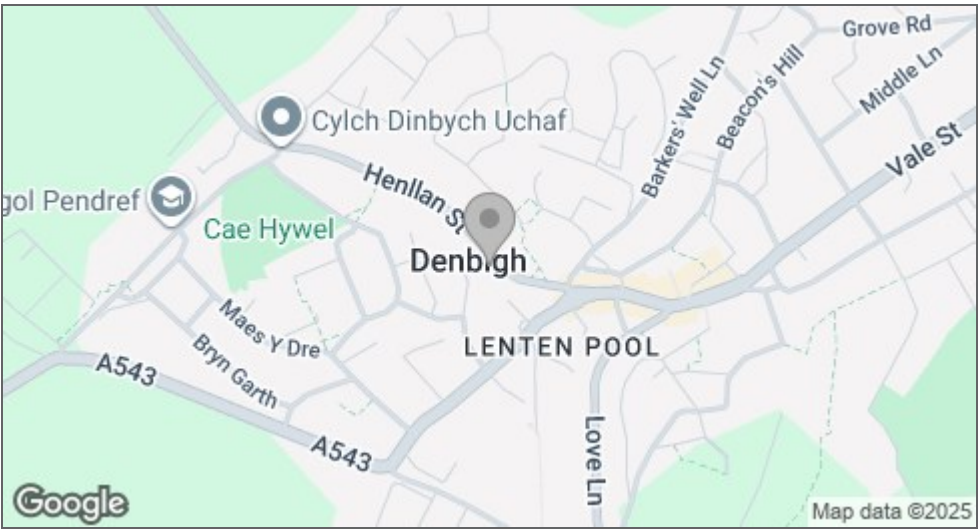 Grove Rd
Middle Ln
Barkers' Well Ln
Beacon's Hill
Vale St
Cylch Dinbych Uchaf
Henllan St
gol Pendref
Cae Hywel
Denbigh
Maes Y Dre
LENTEN POOL
Bryn Garth
A543
A543
Love Ln
Google
Map data ©2025